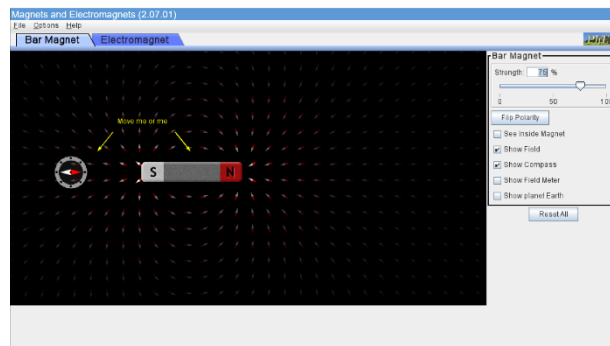 Magnets and Electromagnets (2.07.01)
File Options Help
Bar Magnet Electromagnet
Bar Magnet
Strength: 75 %
0 50 100
Flip Polarity
See Inside Magnet
Show Field
Show Compass
Show Field Meter
Show planet Earth
Reset All
Move me or me
S N